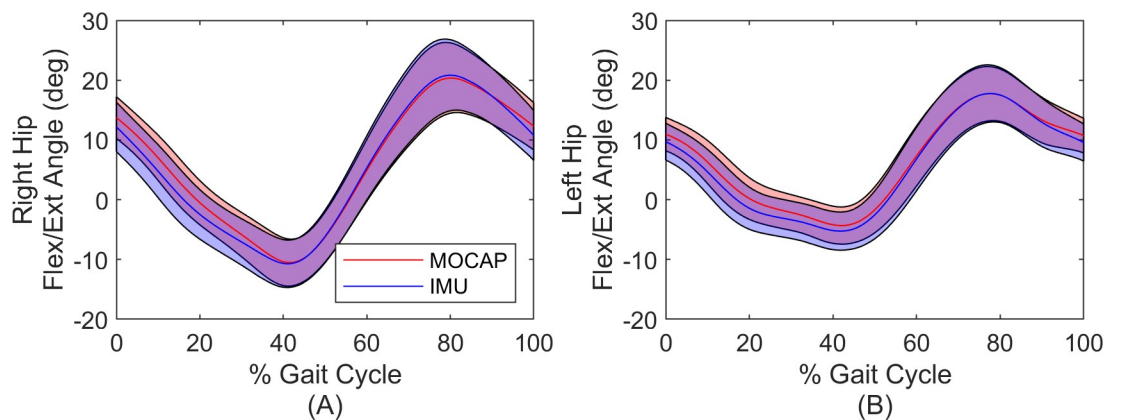 Right Hip
Flex/Ext Angle (deg)
30
20
10
0
-10
-20
MOCAP
IMU
0 20 40 60 80 100
% Gait Cycle
(A)
Left Hip
Flex/Ext Angle (deg)
30
20
10
0
-10
-20
0 20 40 60 80 100
% Gait Cycle
(B)